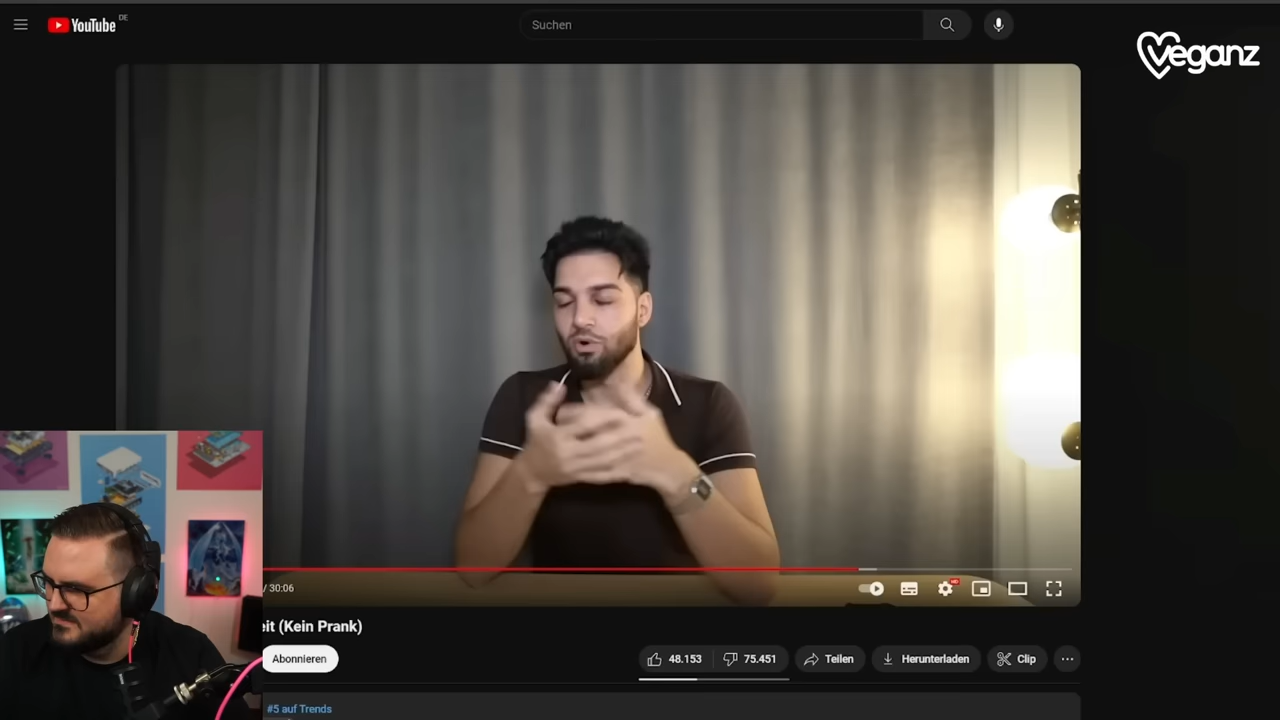 YouTube DE
Suchen
Veganz
/ 30:06
HD
eit (Kein Prank)
Abonnieren
48.153
75.451
Teilen
Herunterladen
Clip
#5 auf Trends